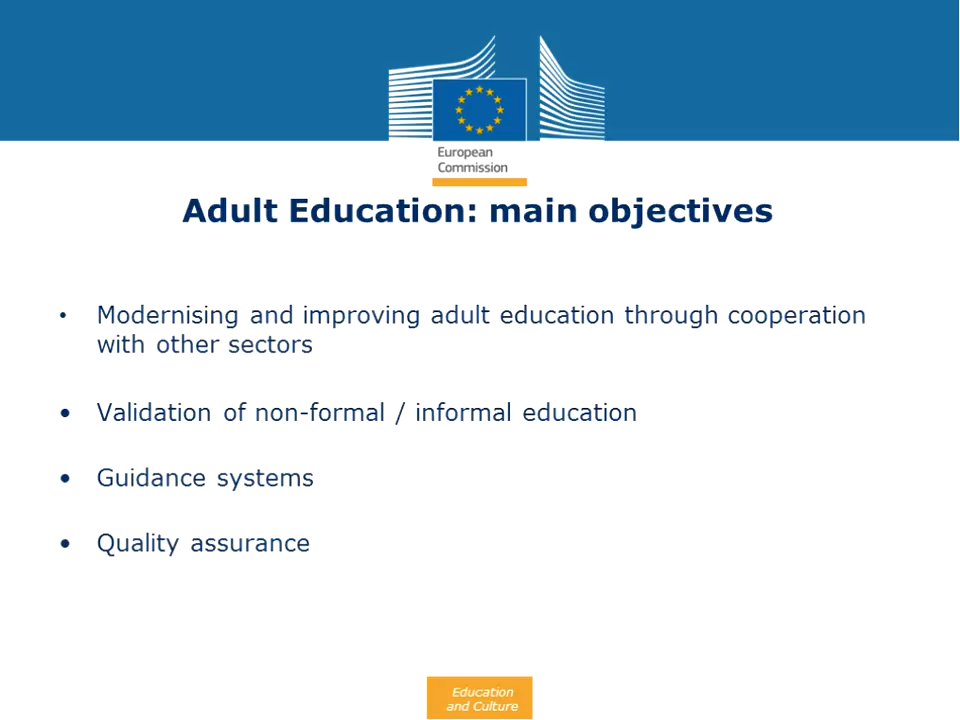 European
Commission
Adult Education: main objectives
• Modernising and improving adult education through cooperation
with other sectors
• Validation of non-formal / informal education
• Guidance systems
• Quality assurance
Education
and Culture